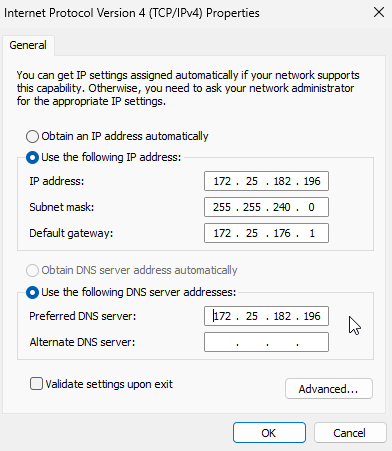 Internet Protocol Version 4 (TCP/IPv4) Properties
General
You can get IP settings assigned automatically if your network supports
this capability. Otherwise, you need to ask your network administrator
for the appropriate IP settings.
Obtain an IP address automatically
Use the following IP address:
IP address: 172 . 25 . 182 . 196
Subnet mask: 255 . 255 . 240 . 0
Default gateway: 172 . 25 . 176 . 1
Obtain DNS server address automatically
Use the following DNS server addresses:
Preferred DNS server: 172 . 25 . 182 . 196
Alternate DNS server: . . .
Validate settings upon exit
Advanced...
OK Cancel